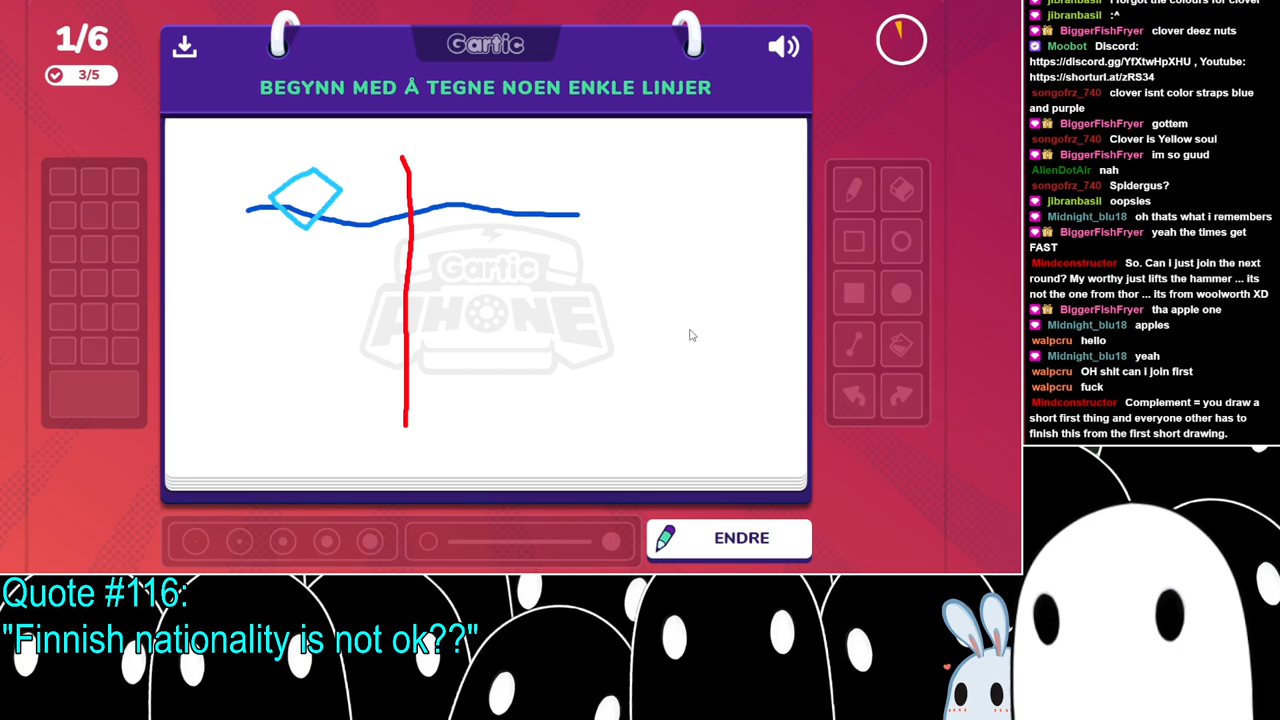 1/6
3/5
Gartic
BEGYNN MED Å TEGNE NOEN ENKLE LINJER
Gartic
PHONE
ENDRE
jibranbasil :^
BiggerFishFryer clover deez nuts
Moobot Discord:
https://discord.gg/YfXtwHpXHU , Youtube:
https://shorturl.at/zRS34
songofrz_740 clover isnt color straps blue
and purple
BiggerFishFryer gottem
songofrz_740 Clover is Yellow soul
BiggerFishFryer im so guud
AllenDotAir nah
songofrz_740 Spidergus?
jibranbasil oopsies
Midnight_blu18 oh thats what i remembers
BiggerFishFryer yeah the times get
FAST
Mindconstructor So. Can i just join the next
round? My worthy just lifts the hammer ... its
not the one from thor ... its from woolworth XD
BiggerFishFryer tha apple one
Midnight_blu18 apples
walpcru hello
Midnight_blu18 yeah
walpcru OH shit can i join first
walpcru fuck
Mindconstructor Complement = you draw a
short first thing and everyone other has to
finish this from the first short drawing.
Quote #116:
"Finnish nationality is not ok??"